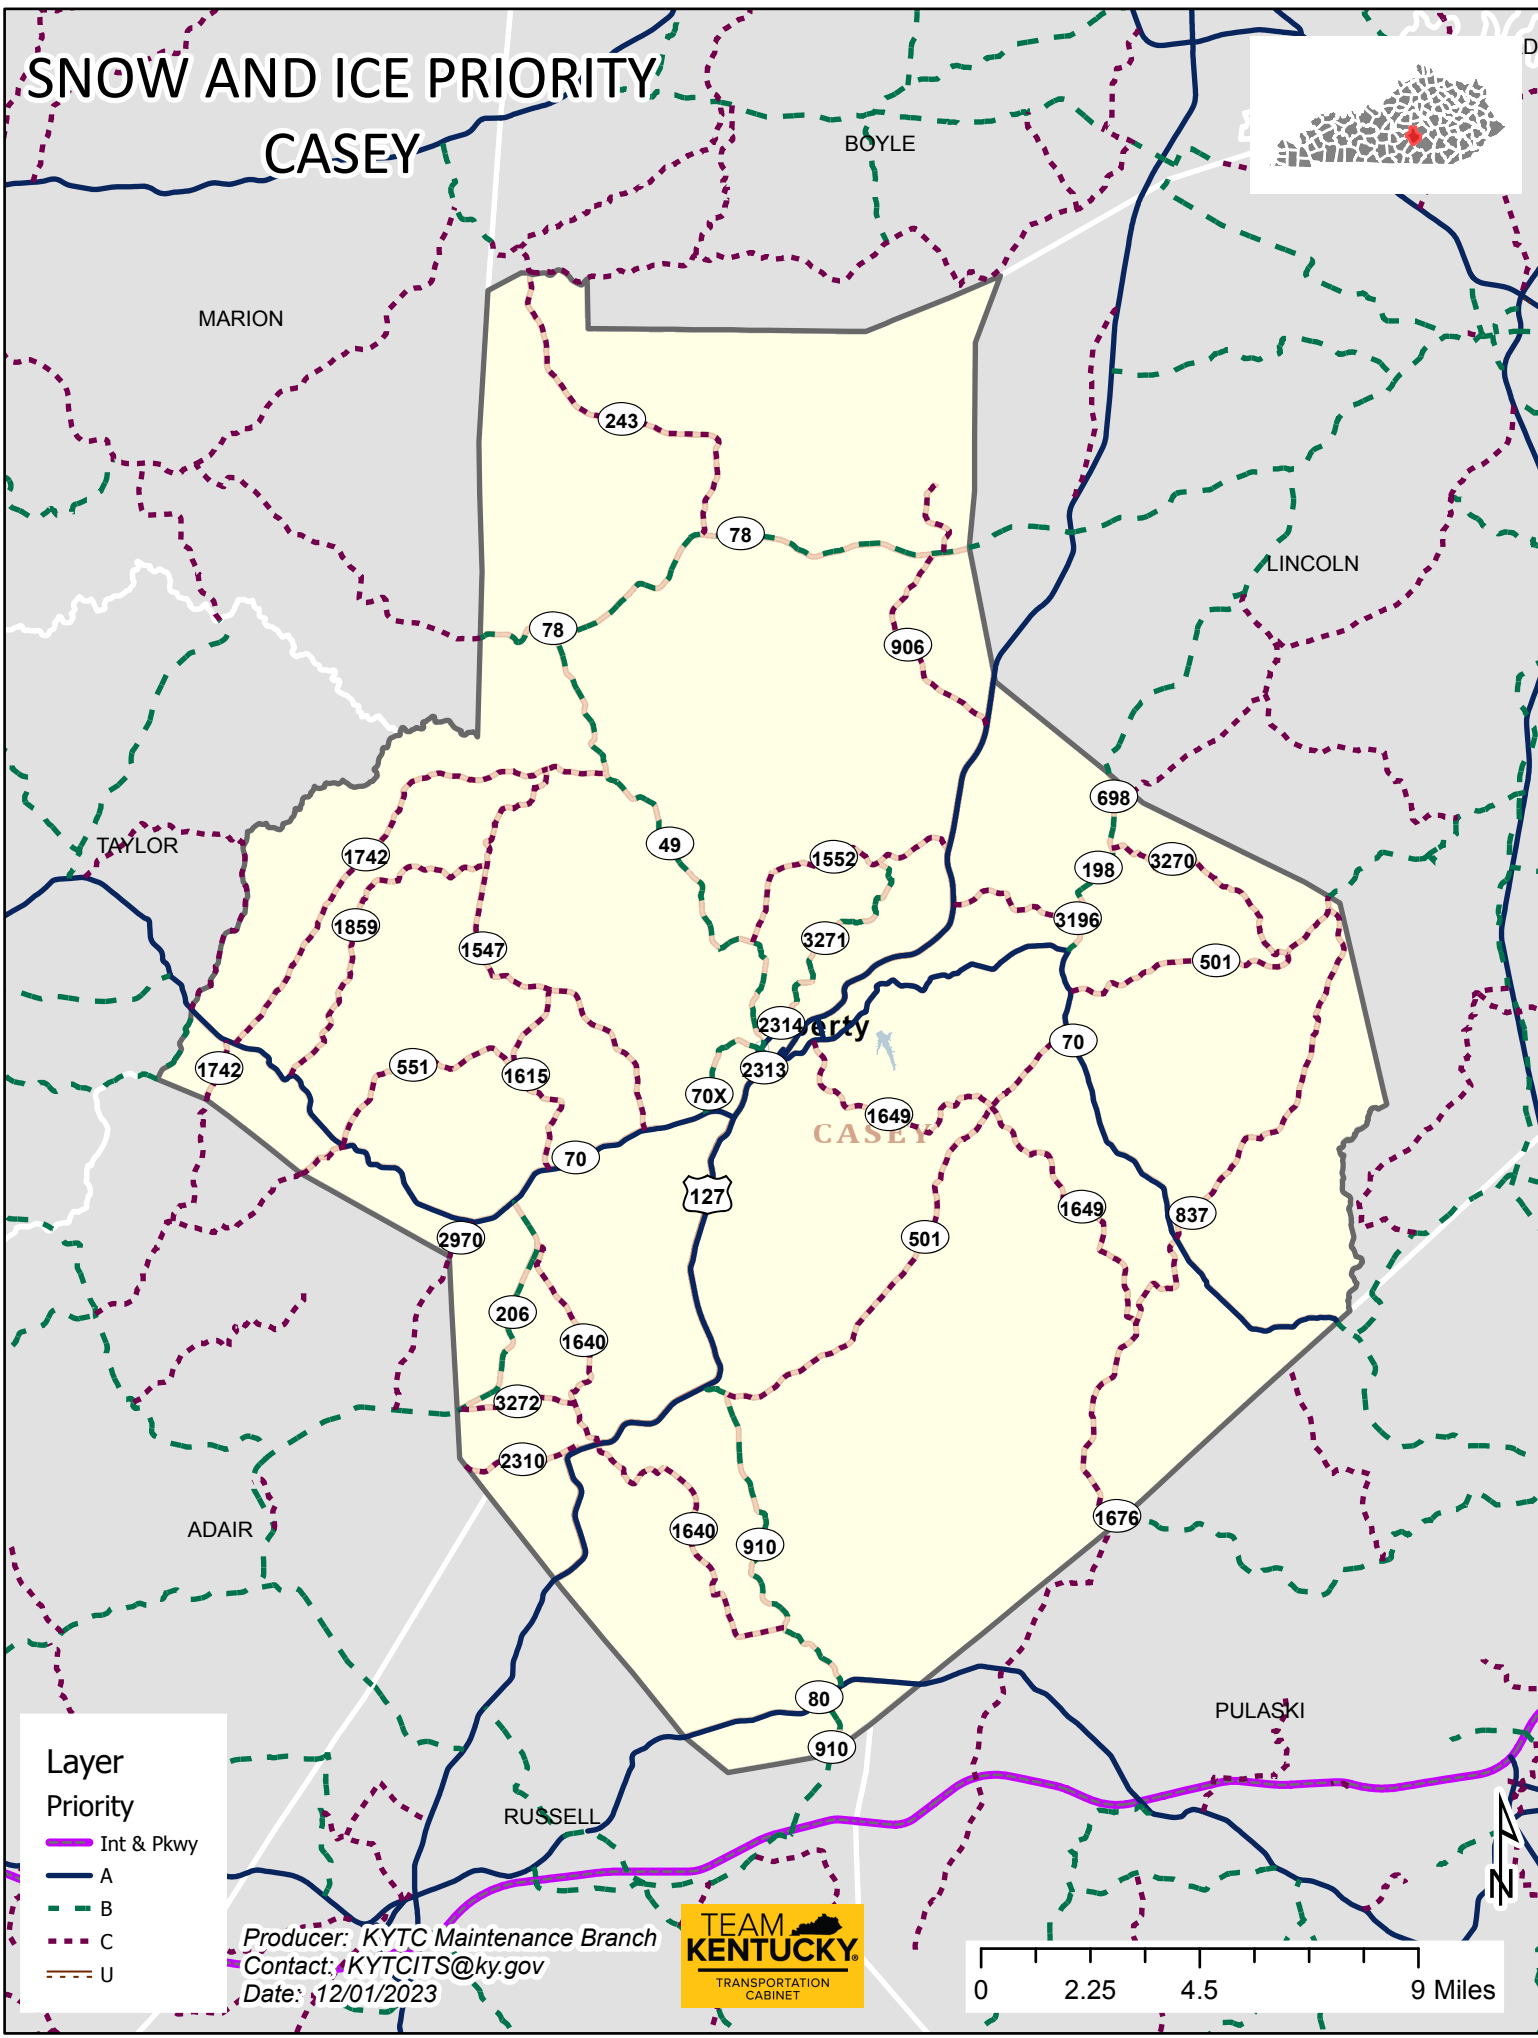 SNOW AND ICE PRIORITY
CASEY
D
BOYLE
MARION
243
78
LINCOLN
78
906
698
TAYLOR
1742
49
1552
198
3270
1859
3196
1547
3271
501
2314
berty
70
1742
551
1615
2313
70X
1649
CASEY
70
127
1649
837
2970
501
206
1640
3272
2310
1676
ADAIR
1640
910
80
PULASKI
910
RUSSELL
Layer
Priority
Int & Pkwy
A
B
C
U
Producer: KYTC Maintenance Branch
Contact: KYTCITS@ky.gov
Date: 12/01/2023
TEAM
KENTUCKY®
TRANSPORTATION
CABINET
N
0 2.25 4.5 9 Miles